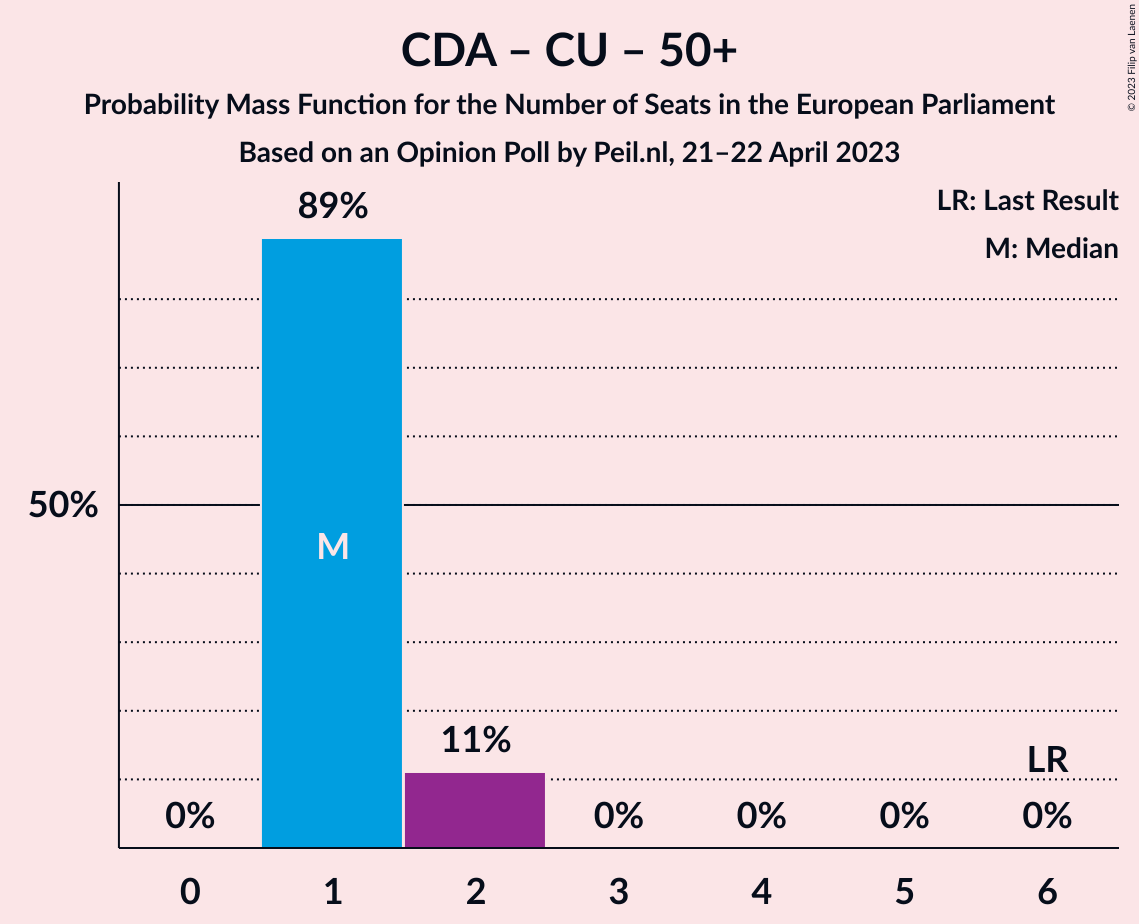 CDA – CU – 50+
Probability Mass Function for the Number of Seats in the European Parliament
Based on an Opinion Poll by Peil.nl, 21–22 April 2023
© 2023 Filip van Laenen
LR: Last Result
M: Median
89%
50%
M
11%
LR
0%
0%
0%
0%
0%
0 1 2 3 4 5 6